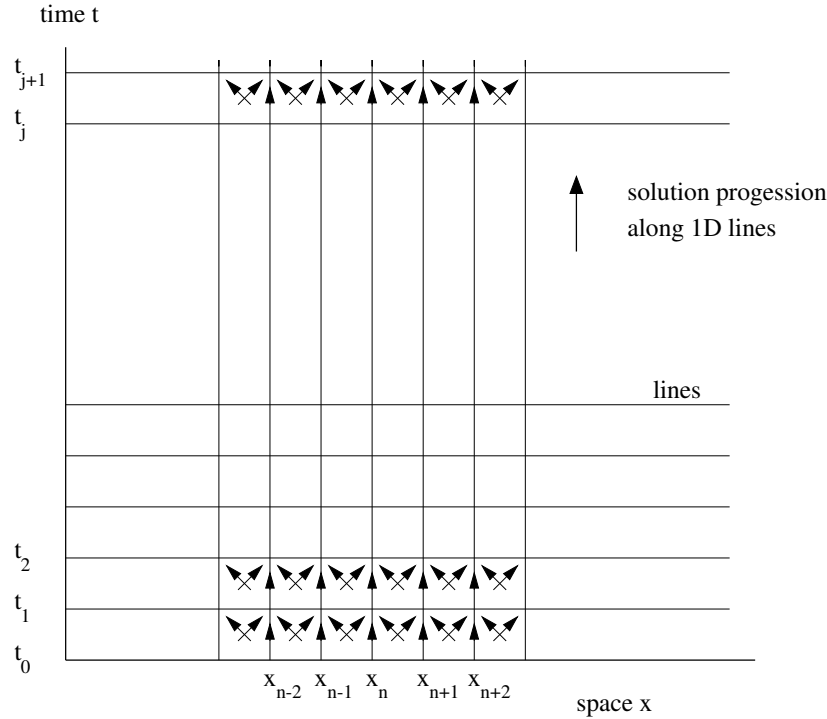 time t
t_{j+1}
t_j
solution progession
along 1D lines
lines
t_2
t_1
t_0
x_{n-2} x_{n-1} x_n x_{n+1} x_{n+2}
space x